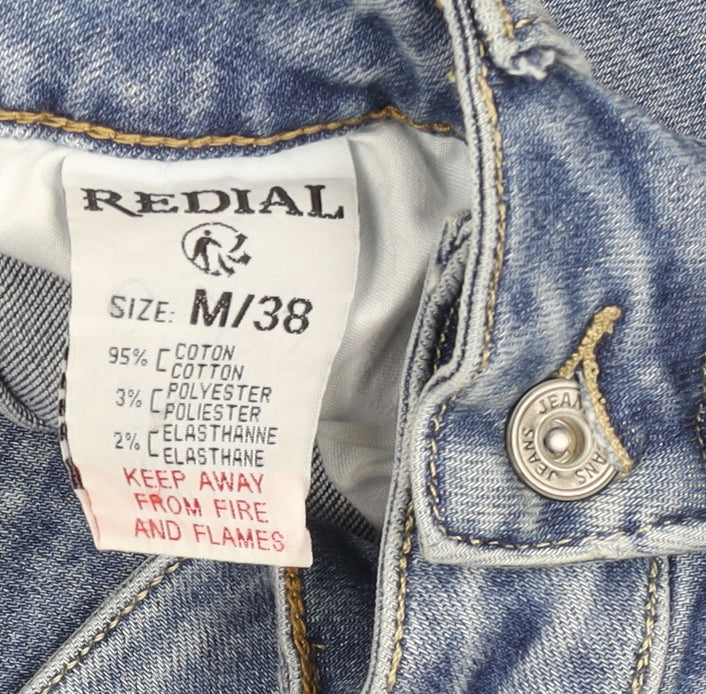 REDIAL
SIZE: M/38
95% COTON
COTTON
3% POLYESTER
POLIESTER
2% ELASTHANNE
ELASTHANE
KEEP AWAY
FROM FIRE
AND FLAMES
JEANS JEANS